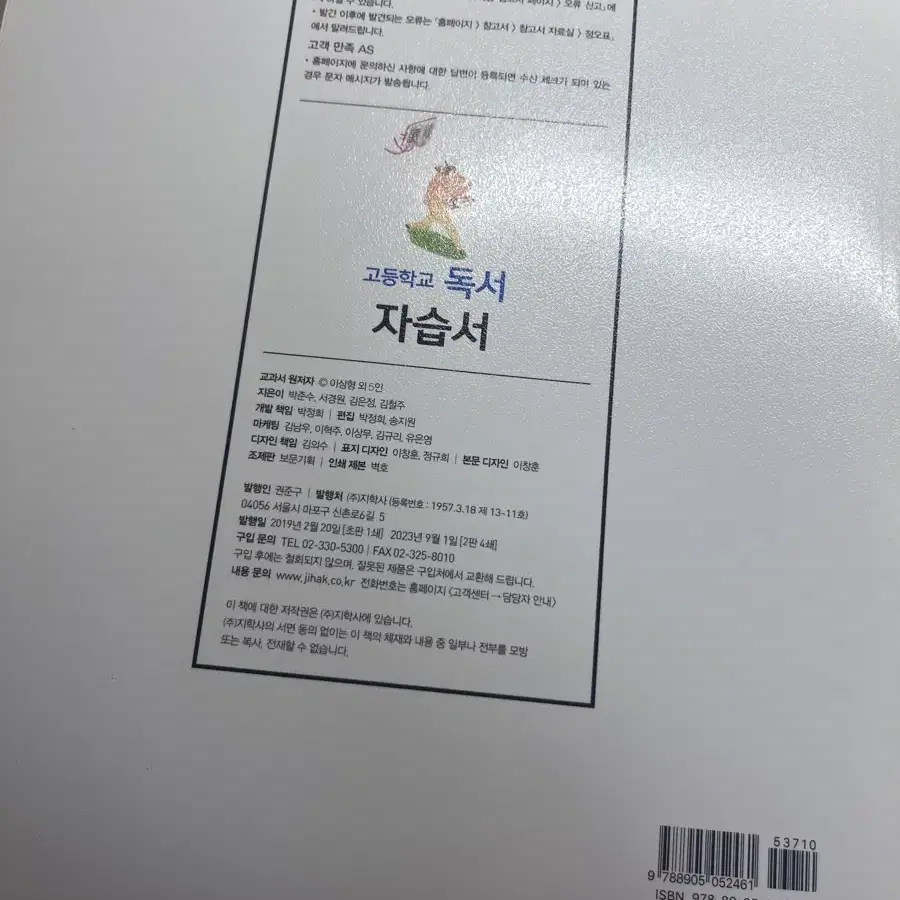 하실 수 있습니다.
페이지 > 오류 신고」에
• 발간 이후에 발견되는 오류는 「홈페이지 > 참고서 > 참고서 자료실 > 정오표」
에서 알려드립니다.
고객 만족 AS
• 홈페이지에 문의하신 사항에 대한 답변이 등록되면 수신 체크가 되어 있는
경우 문자 메시지가 발송됩니다.
고등학교 독서
자습서
교과서 원저자 ⓒ 이삼형 외 5인
지은이 박준수, 서경원, 김은정, 김철주
개발 책임 박정희 | 편집 박정희, 송지원
마케팅 김남우, 이혁주, 이상무, 김규리, 유은영
디자인 책임 김의수 | 표지 디자인 이창훈, 정규희 | 본문 디자인 이창훈
조제판 보문기획 | 인쇄 제본 벽호
발행인 권준구 | 발행처 (주)지학사 (등록번호 : 1957.3.18 제 13-11호)
04056 서울시 마포구 신촌로6길 5
발행일 2019년 2월 20일 [초판 1쇄] 2023년 9월 1일 [2판 4쇄]
구입 문의 TEL 02-330-5300 | FAX 02-325-8010
구입 후에는 철회되지 않으며, 잘못된 제품은 구입처에서 교환해 드립니다.
내용 문의 www.jihak.co.kr 전화번호는 홈페이지 〈고객센터 → 담당자 안내〉
이 책에 대한 저작권은 (주)지학사에 있습니다.
(주)지학사의 서면 동의 없이는 이 책의 체재와 내용 중 일부나 전부를 모방
또는 복사, 전재할 수 없습니다.
53710
9 788905 052461
ISBN 978-89-05